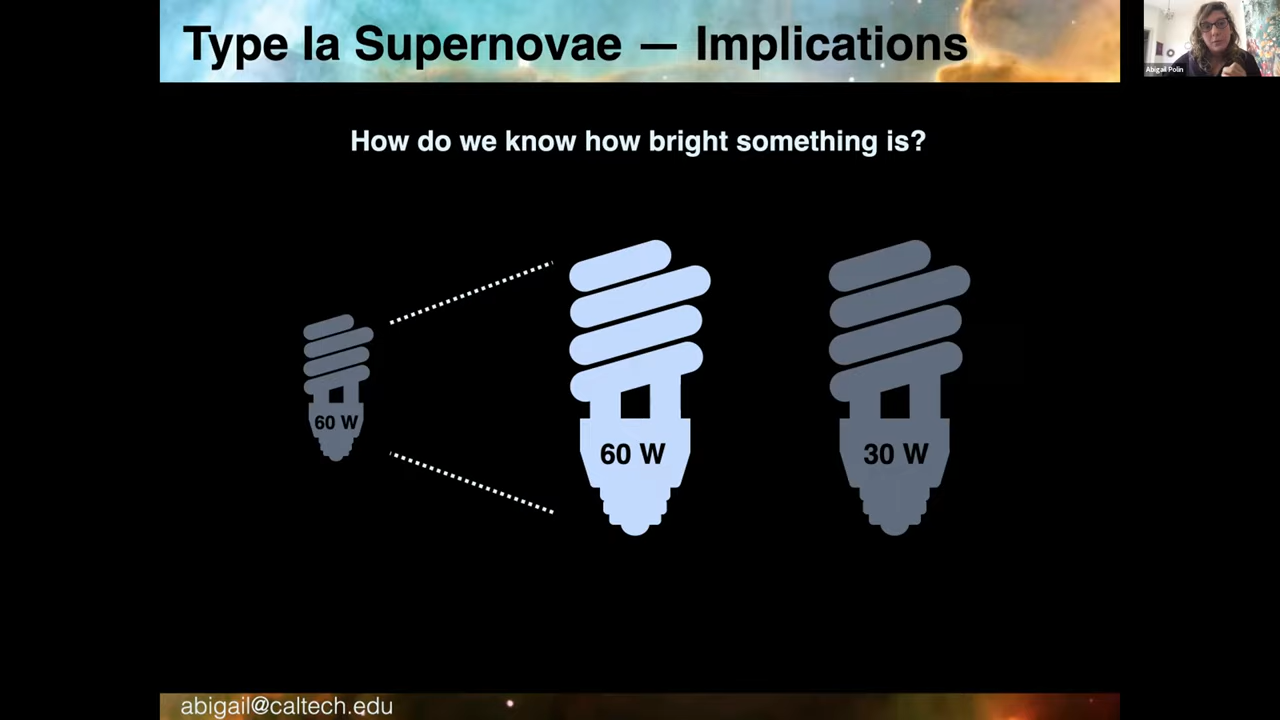 Type Ia Supernovae — Implications
Abigail Polin
How do we know how bright something is?
60 W
60 W
30 W
abigail@caltech.edu